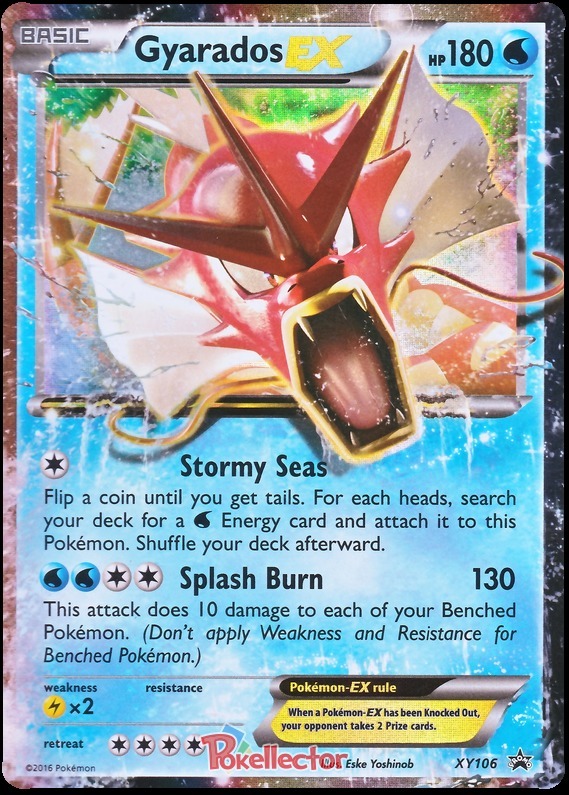 BASIC
Gyarados EX
HP 180
Stormy Seas
Flip a coin until you get tails. For each heads, search
your deck for a Energy card and attach it to this
Pokémon. Shuffle your deck afterward.
Splash Burn 130
This attack does 10 damage to each of your Benched
Pokémon. (Don't apply Weakness and Resistance for
Benched Pokémon.)
weakness resistance
×2
Pokémon-EX rule
When a Pokémon-EX has been Knocked Out,
your opponent takes 2 Prize cards.
retreat
Pokellector
©2016 Pokémon
Illus. Eske Yoshinob
XY106
PROMO